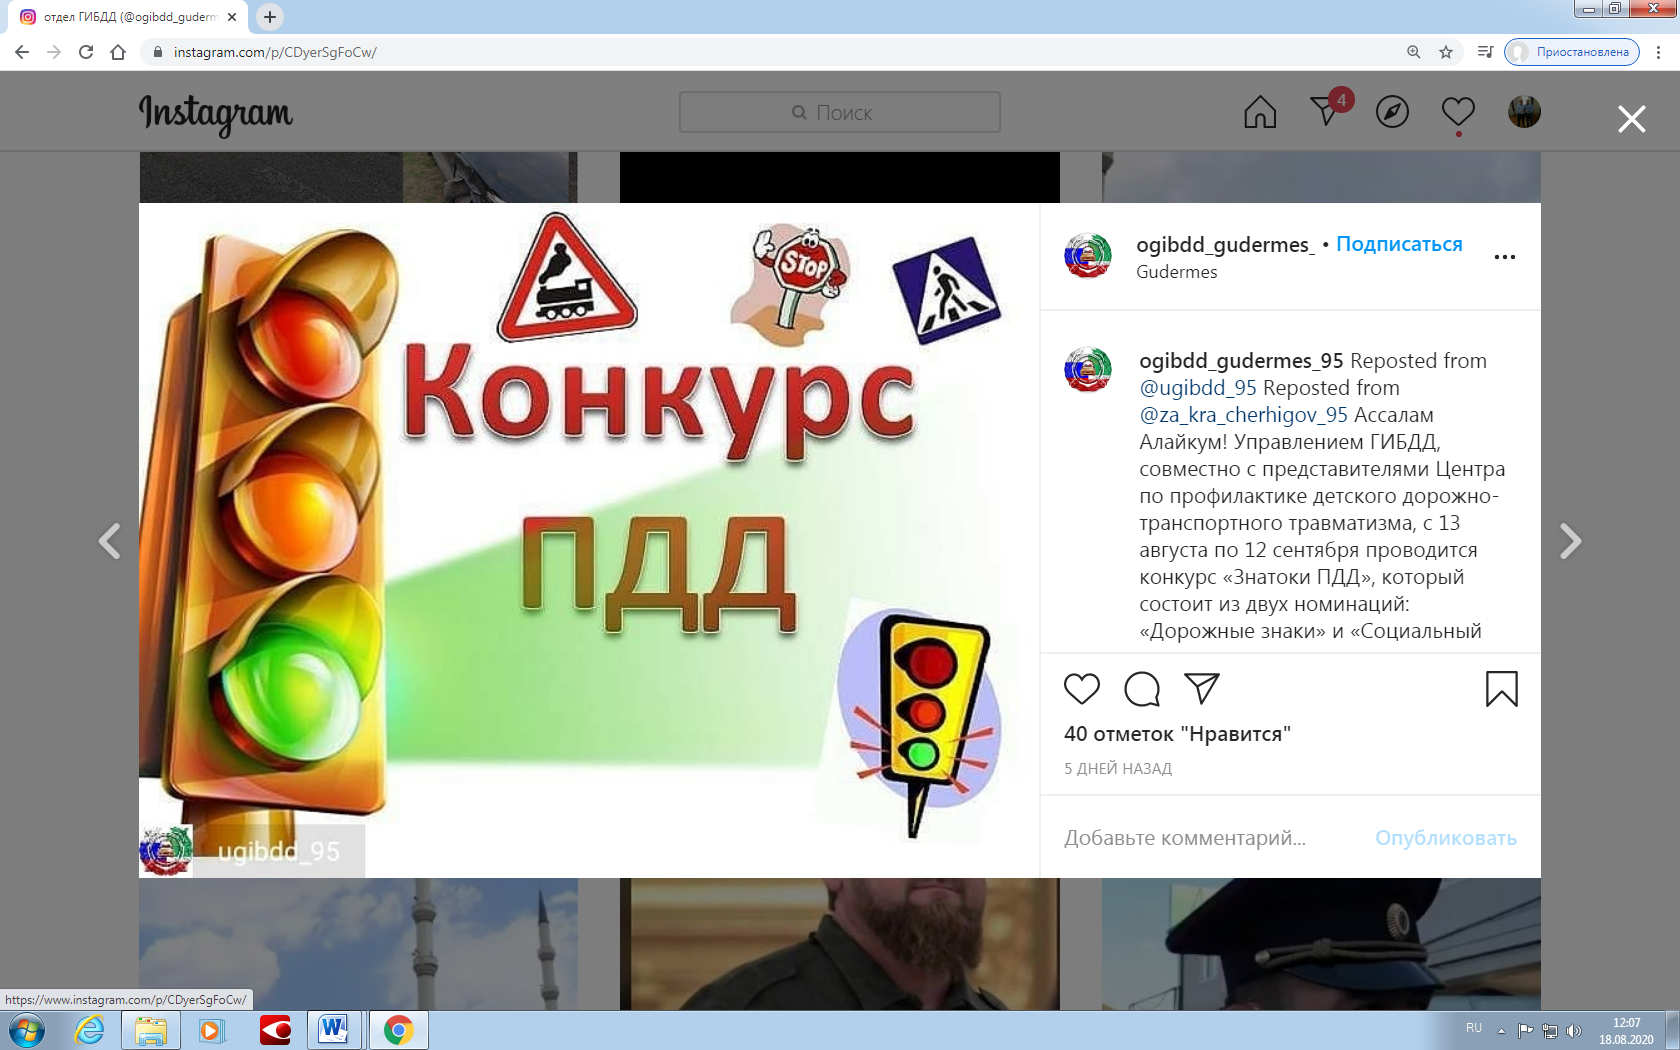 отдел ГИБДД (@ogibdd_guderm
instagram.com/p/CDyerSgFoCw/
Приостановлена
Instagram
Поиск
4
STOP
Конкурс
ПДД
ugibdd_95
ogibdd_gudermes_ • Подписаться
Gudermes
ogibdd_gudermes_95 Reposted from
@ugibdd_95 Reposted from
@za_kra_cherhigov_95 Ассалам
Алайкум! Управлением ГИБДД,
совместно с представителями Центра
по профилактике детского дорожно-
транспортного травматизма, с 13
августа по 12 сентября проводится
конкурс «Знатоки ПДД», который
состоит из двух номинаций:
«Дорожные знаки» и «Социальный
40 отметок "Нравится"
5 ДНЕЙ НАЗАД
Добавьте комментарий...
Опубликовать
https://www.instagram.com/p/CDyerSgFoCw/
RU
12:07
18.08.2020